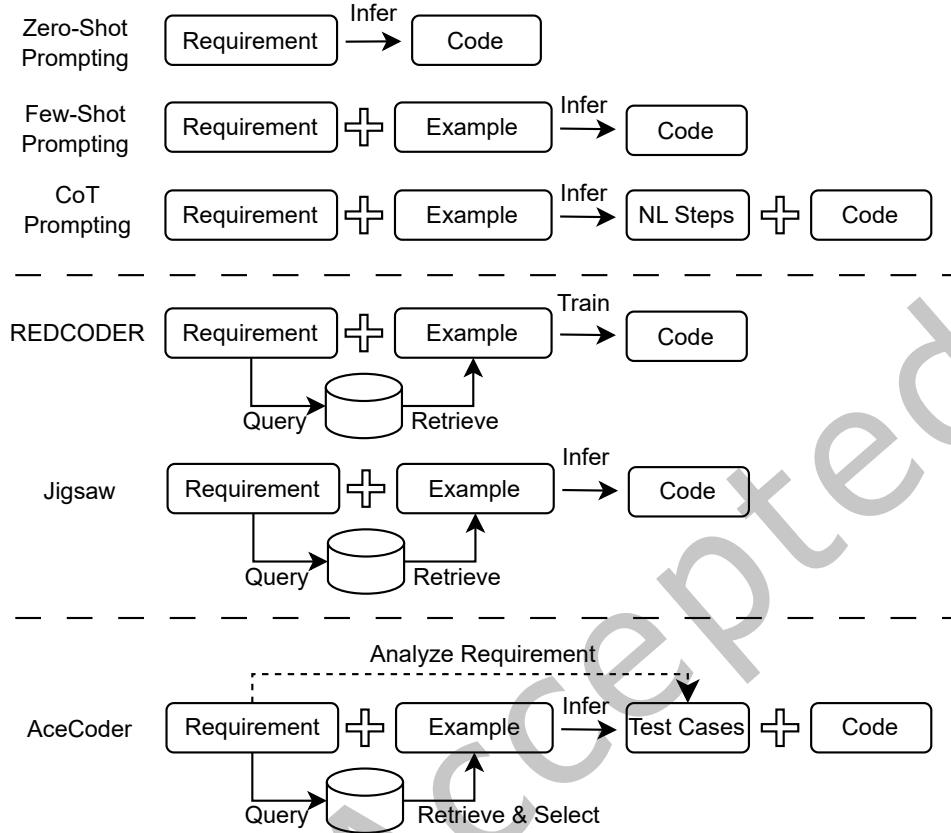 Zero-Shot
Prompting
Requirement
Infer
Code
Few-Shot
Prompting
Requirement
Example
Infer
Code
CoT
Prompting
Requirement
Example
Infer
NL Steps
Code
REDCODER
Requirement
Example
Train
Code
Query
Retrieve
Jigsaw
Requirement
Example
Infer
Code
Query
Retrieve
Analyze Requirement
AceCoder
Requirement
Example
Infer
Test Cases
Code
Query
Retrieve & Select
Accepted